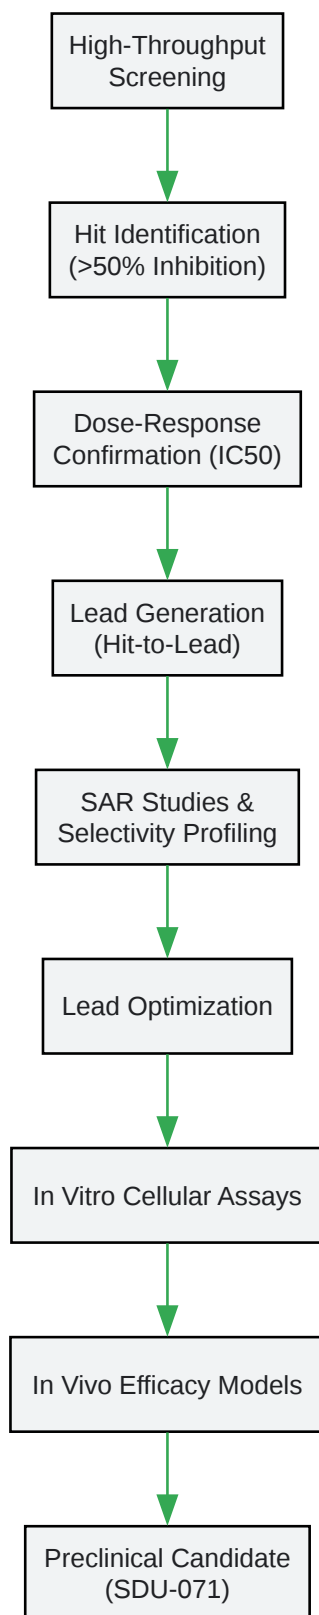 High-Throughput
Screening
Hit Identification
(>50% Inhibition)
Dose-Response
Confirmation (IC50)
Lead Generation
(Hit-to-Lead)
SAR Studies &
Selectivity Profiling
Lead Optimization
In Vitro Cellular Assays
In Vivo Efficacy Models
Preclinical Candidate
(SDU-071)